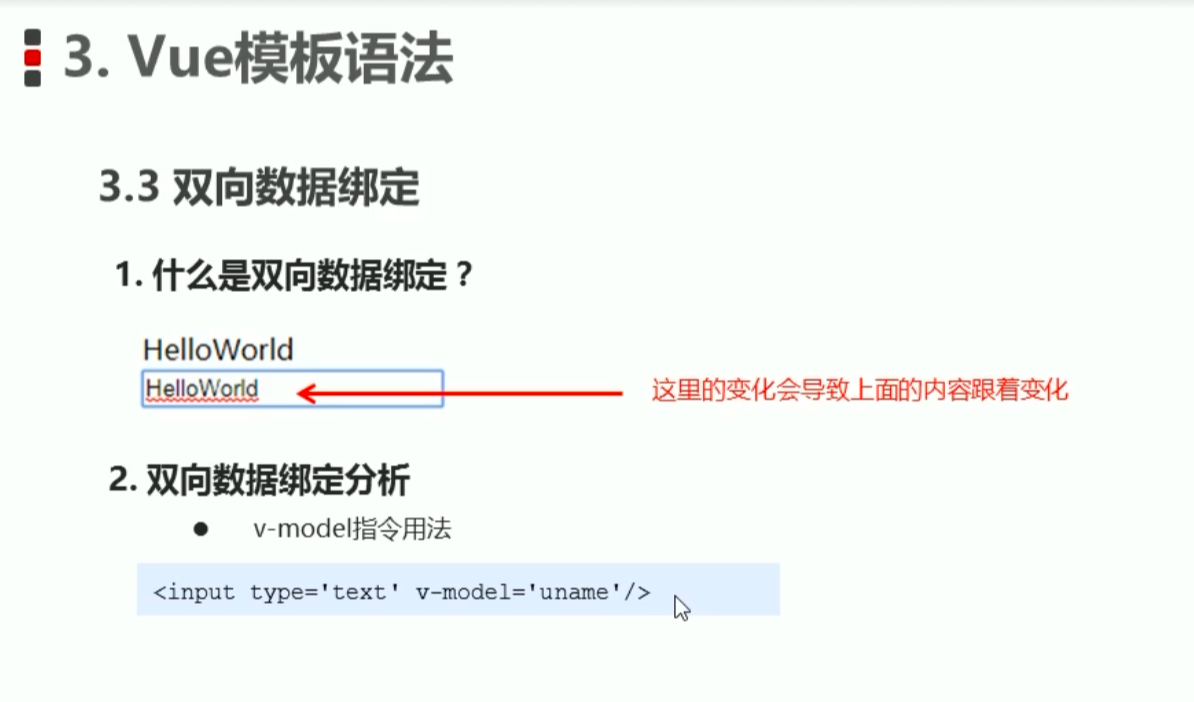 3. Vue模板语法
3.3 双向数据绑定
1. 什么是双向数据绑定？
HelloWorld
HelloWorld
这里的变化会导致上面的内容跟着变化
2. 双向数据绑定分析
● v-model指令用法
<input type='text' v-model='uname'/>